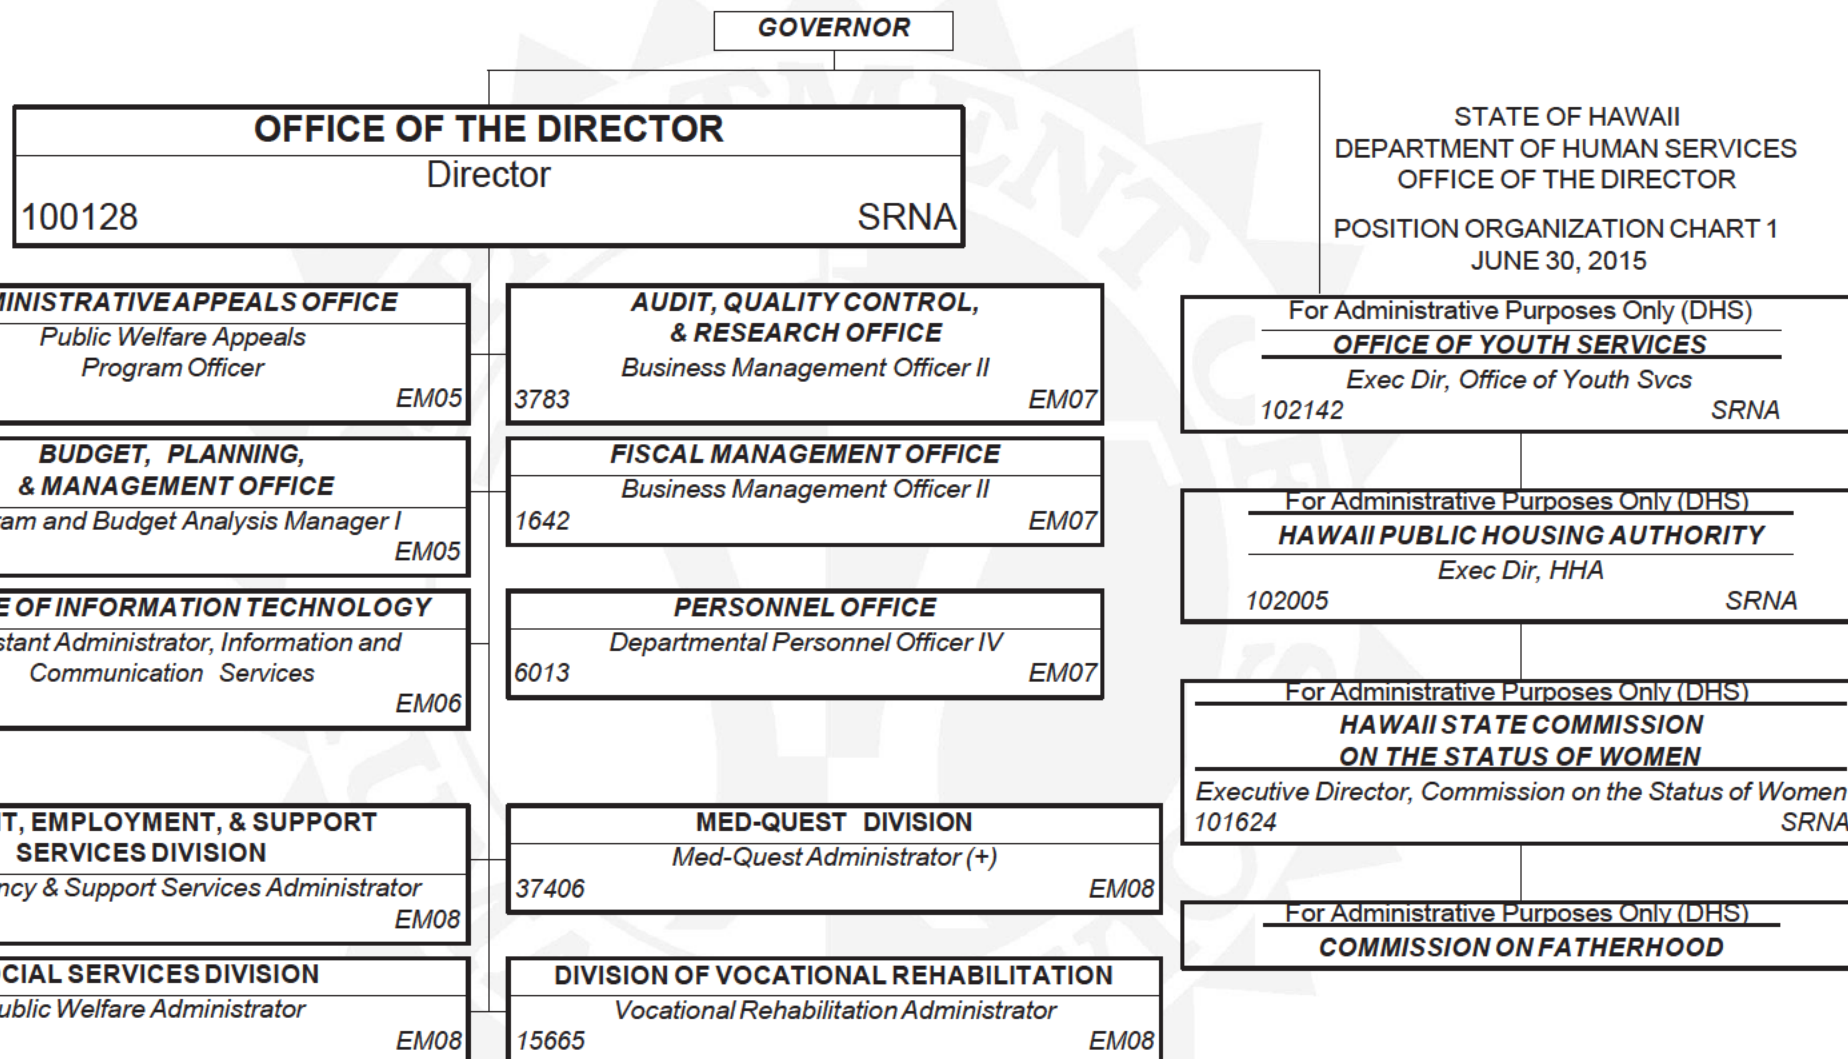 GOVERNOR
OFFICE OF THE DIRECTOR
Director
100128 SRNA
STATE OF HAWAII
DEPARTMENT OF HUMAN SERVICES
OFFICE OF THE DIRECTOR
POSITION ORGANIZATION CHART 1
JUNE 30, 2015
MINISTRATIVE APPEALS OFFICE
Public Welfare Appeals
Program Officer
EM05
AUDIT, QUALITY CONTROL,
& RESEARCH OFFICE
Business Management Officer II
3783 EM07
BUDGET, PLANNING,
& MANAGEMENT OFFICE
am and Budget Analysis Manager I
EM05
FISCAL MANAGEMENT OFFICE
Business Management Officer II
1642 EM07
E OF INFORMATION TECHNOLOGY
stant Administrator, Information and
Communication Services
EM06
PERSONNEL OFFICE
Departmental Personnel Officer IV
6013 EM07
T, EMPLOYMENT, & SUPPORT
SERVICES DIVISION
ncy & Support Services Administrator
EM08
MED-QUEST DIVISION
Med-Quest Administrator (+)
37406 EM08
CIAL SERVICES DIVISION
ublic Welfare Administrator
EM08
DIVISION OF VOCATIONAL REHABILITATION
Vocational Rehabilitation Administrator
15665 EM08
For Administrative Purposes Only (DHS)
OFFICE OF YOUTH SERVICES
Exec Dir, Office of Youth Svcs
102142 SRNA
For Administrative Purposes Only (DHS)
HAWAII PUBLIC HOUSING AUTHORITY
Exec Dir, HHA
102005 SRNA
For Administrative Purposes Only (DHS)
HAWAII STATE COMMISSION
ON THE STATUS OF WOMEN
Executive Director, Commission on the Status of Women
101624 SRNA
For Administrative Purposes Only (DHS)
COMMISSION ON FATHERHOOD